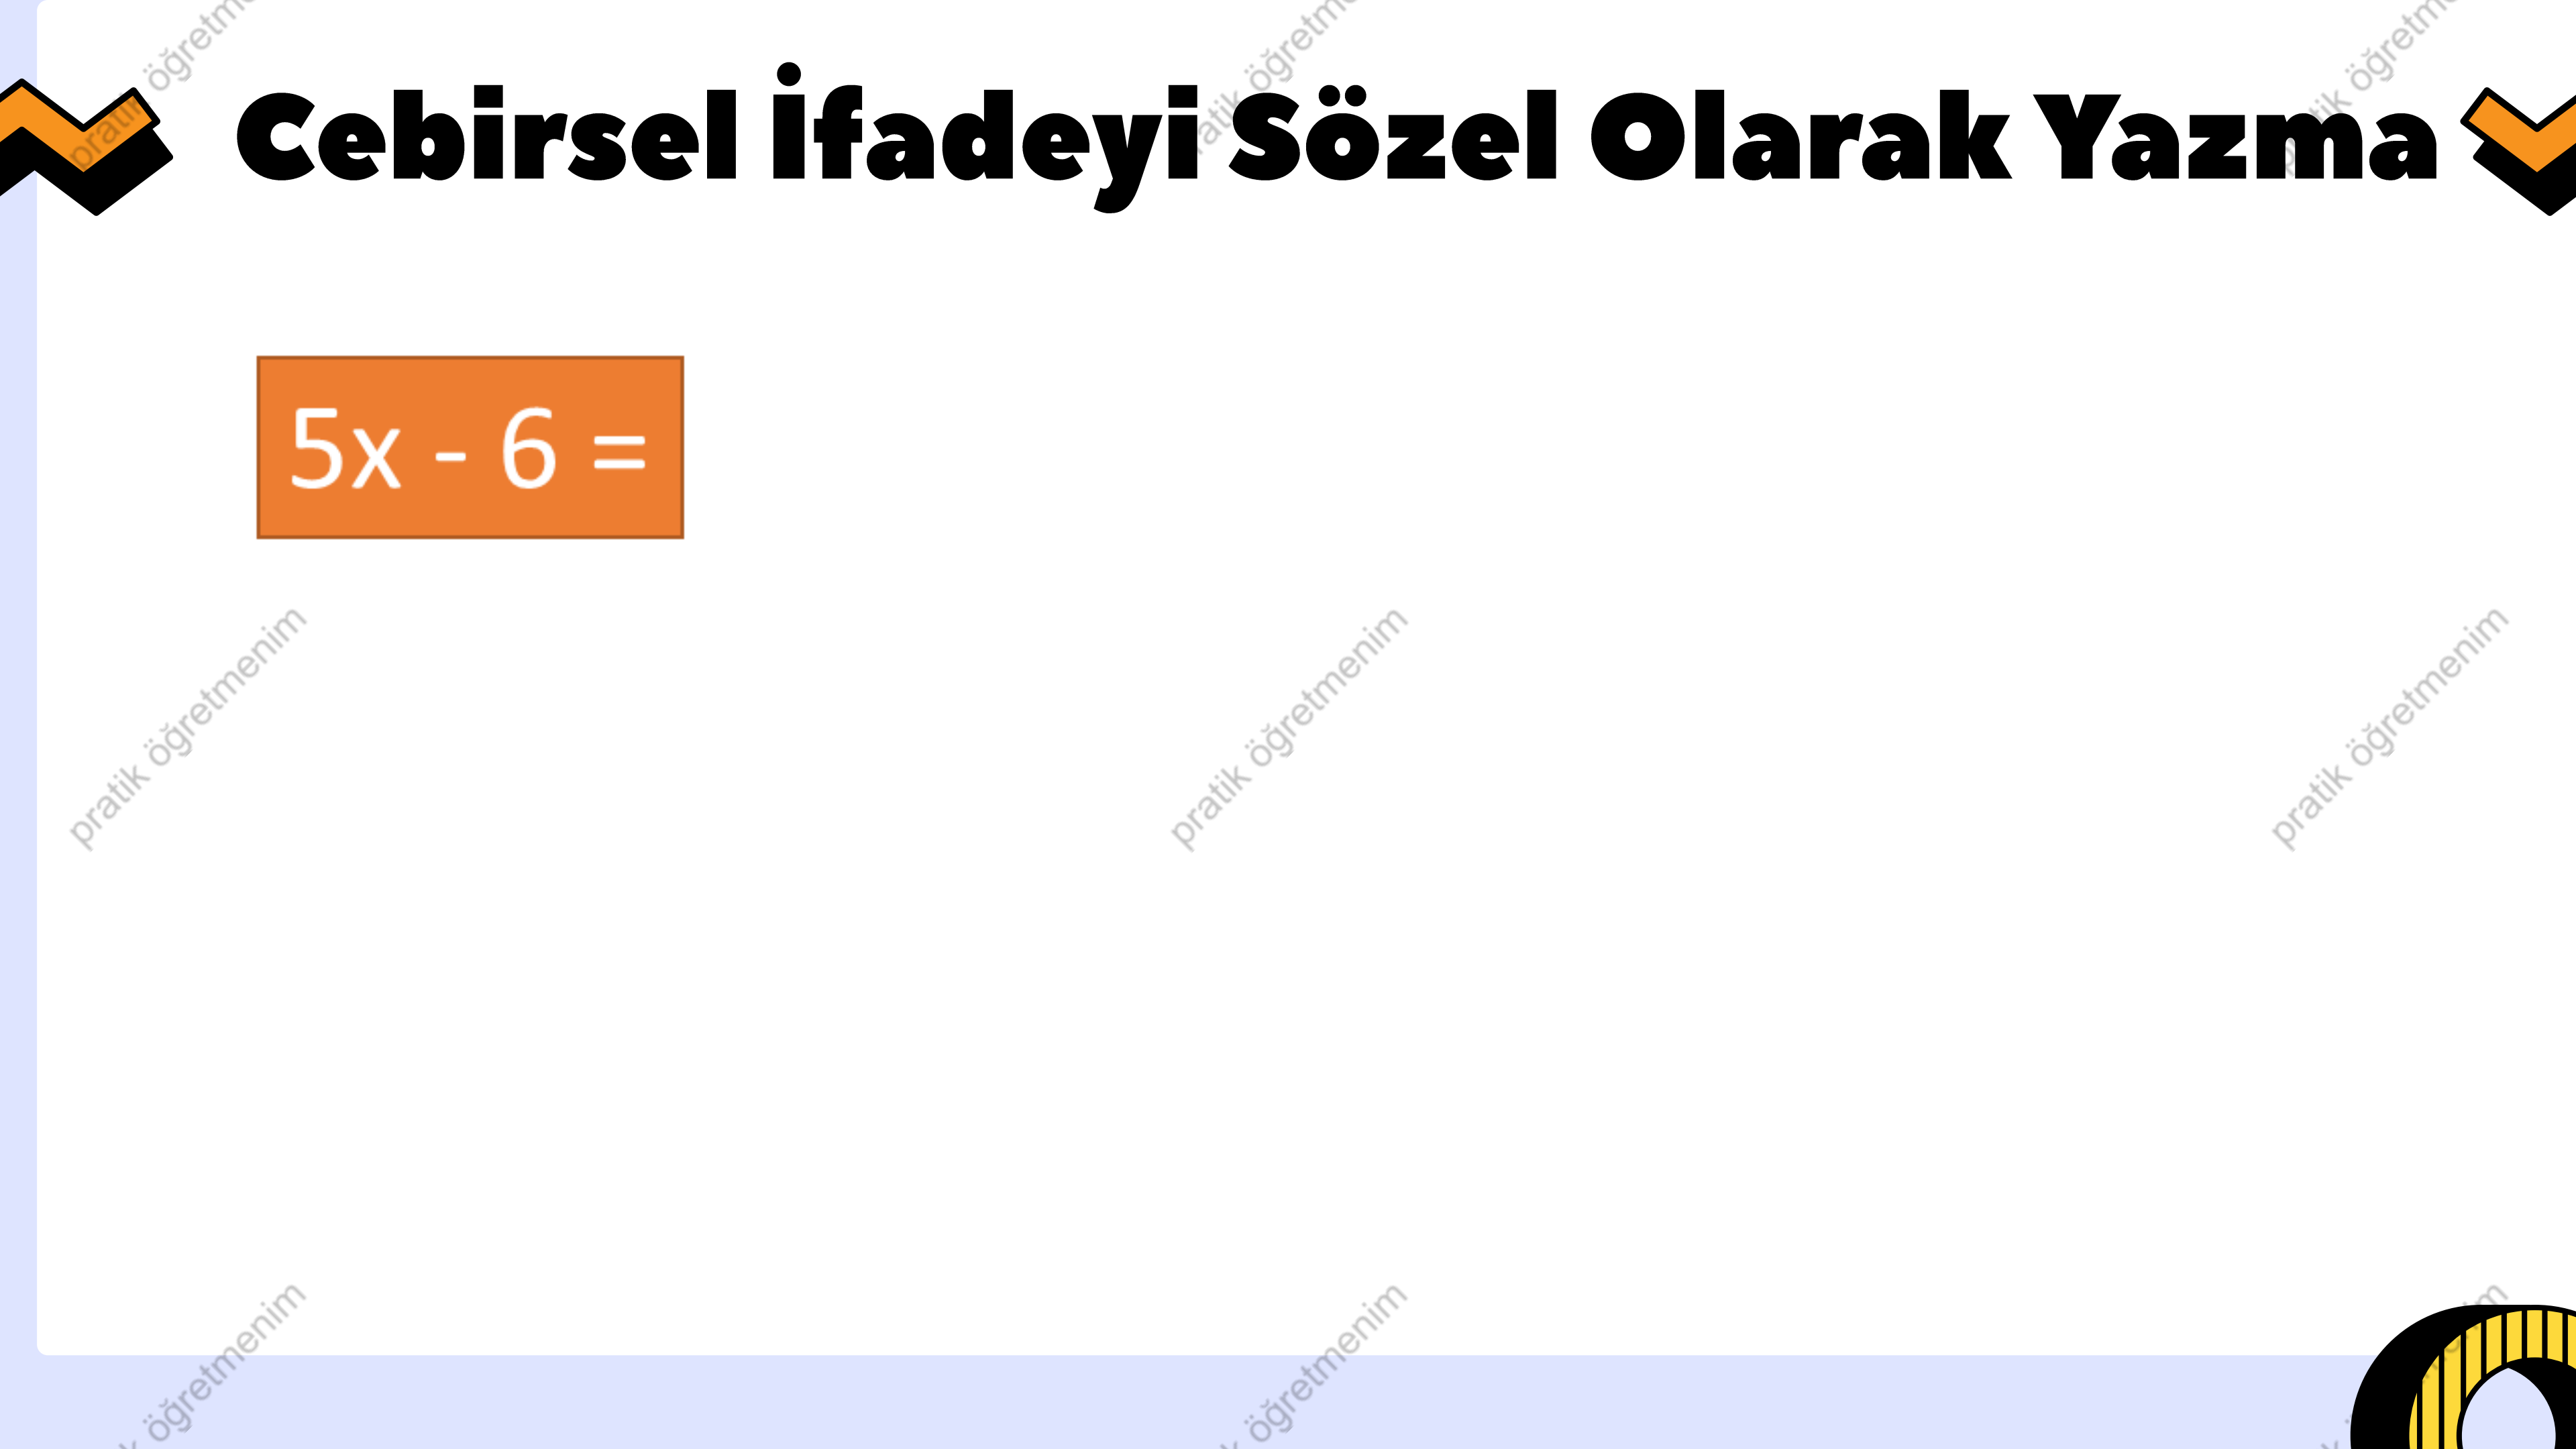 Cebirsel İfadeyi Sözel Olarak Yazma
5x - 6 =
pratik öğretmenim
pratik öğretmenim
pratik öğretmenim